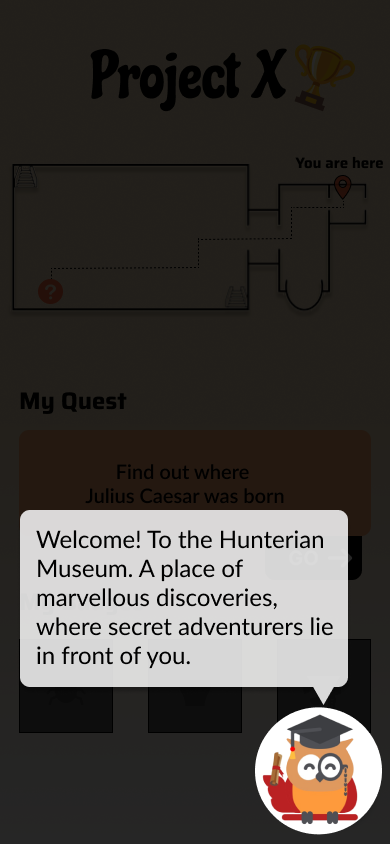 Project X
You are here
?
My Quest
Find out where
Julius Caesar was born
GO
Welcome! To the Hunterian
Museum. A place of
marvellous discoveries,
where secret adventurers lie
in front of you.